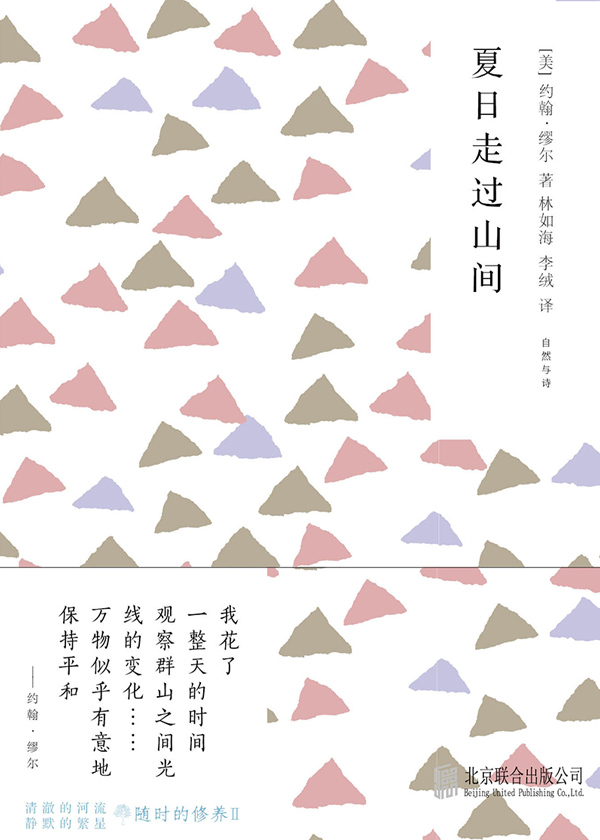 夏日走过山间
[美] 约翰·缪尔 著 林如海 李绒 译
自然与诗
我花了
一整天的时间
观察群山之间光
线的变化……
万物似乎有意地
保持平和
——约翰·缪尔
清澈的河流
静默的繁星
随时的修养II
北京联合出版公司
Beijing United Publishing Co.,Ltd.